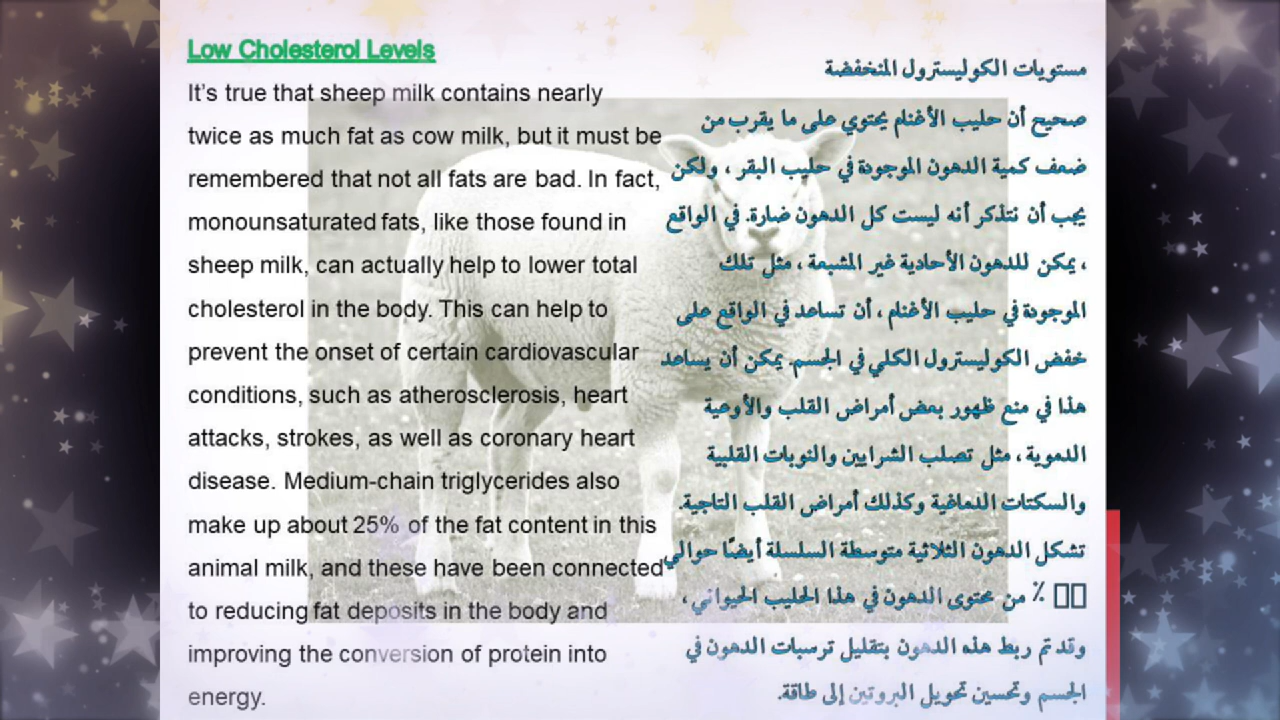 Low Cholesterol Levels
It's true that sheep milk contains nearly
twice as much fat as cow milk, but it must be
remembered that not all fats are bad. In fact,
monounsaturated fats, like those found in
sheep milk, can actually help to lower total
cholesterol in the body. This can help to
prevent the onset of certain cardiovascular
conditions, such as atherosclerosis, heart
attacks, strokes, as well as coronary heart
disease. Medium-chain triglycerides also
make up about 25% of the fat content in this
animal milk, and these have been connected
to reducing fat deposits in the body and
improving the conversion of protein into
energy.
مستويات الكوليسترول المنخفضة
صحيح أن حليب الأغنام يحتوي على ما يقرب من
ضعف كمية الدهون الموجودة في حليب البقر ، ولكن
يجب أن نتذكر أنه ليست كل الدهون ضارة. في الواقع
، يمكن للدهون الأحادية غير المشبعة ، مثل تلك
الموجودة في حليب الأغنام ، أن تساعد في الواقع على
خفض الكوليسترول الكلي في الجسم. يمكن أن يساعد
هذا في منع ظهور بعض أمراض القلب والأوعية
الدموية ، مثل تصلب الشرايين والنوبات القلبية
والسكتات الدماغية وكذلك أمراض القلب التاجية.
تشكل الدهون الثلاثية متوسطة السلسلة أيضًا حوالي
٪ من محتوى الدهون في هذا الحليب الحيواني ،
وقد تم ربط هذه الدهون بتقليل ترسبات الدهون في
الجسم وتحسين تحويل البروتين إلى طاقة.